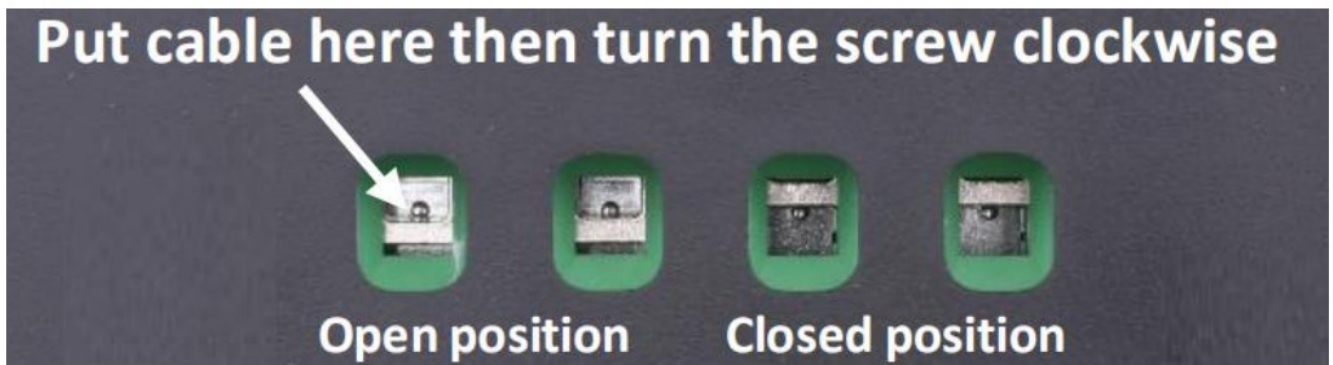 Put cable here then turn the screw clockwise
Open position
Closed position